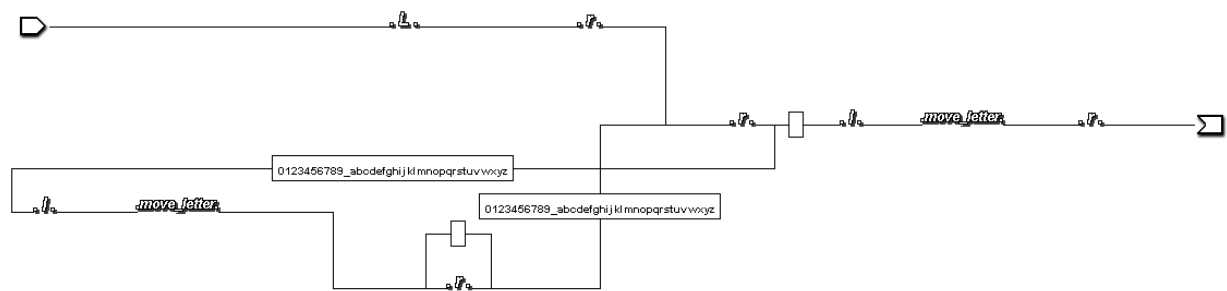 . L .
. r .
. r .
. l .
.move_letter.
. r .
0123456789_abcdefghijklmnopqrstuvwxyz
. l .
.move_letter.
0123456789_abcdefghijklmnopqrstuvwxyz
. r .